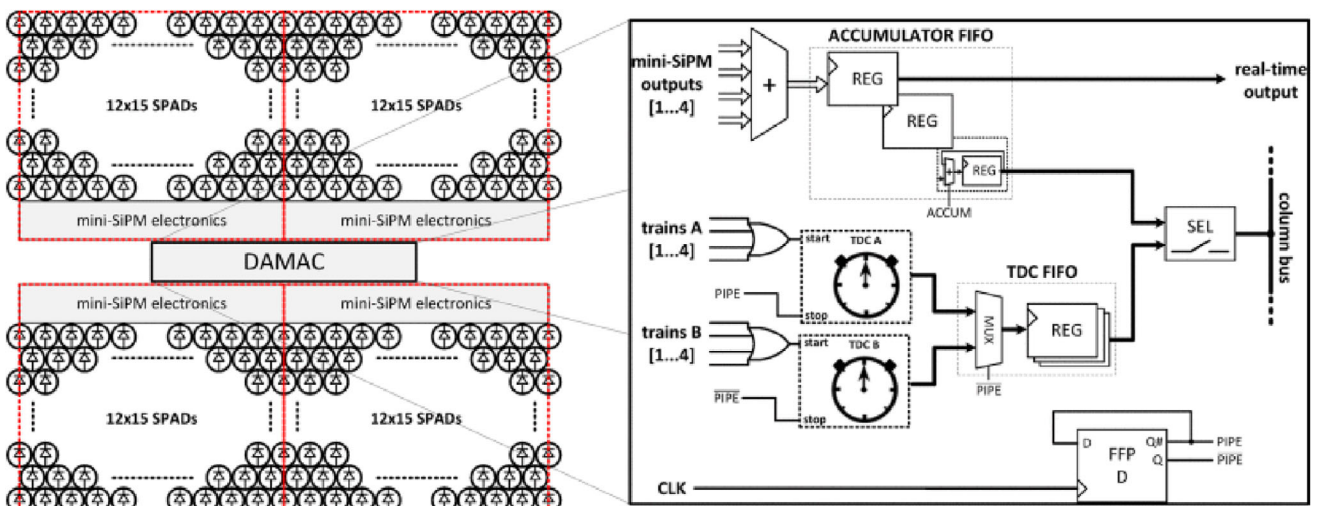 12x15 SPADs
12x15 SPADs
mini-SiPM electronics
mini-SiPM electronics
DAMAC
mini-SiPM electronics
mini-SiPM electronics
12x15 SPADs
12x15 SPADs
ACCUMULATOR FIFO
mini-SiPM
outputs
[1...4]
+
REG
REG
REG
ACCUM
real-time
output
trains A
[1...4]
start
TDC A
PIPE
stop
trains B
[1...4]
start
TDC B
PIPE
stop
TDC FIFO
MUX
REG
PIPE
SEL
column bus
D
Q#
Q
FFP
D
PIPE
PIPE
CLK